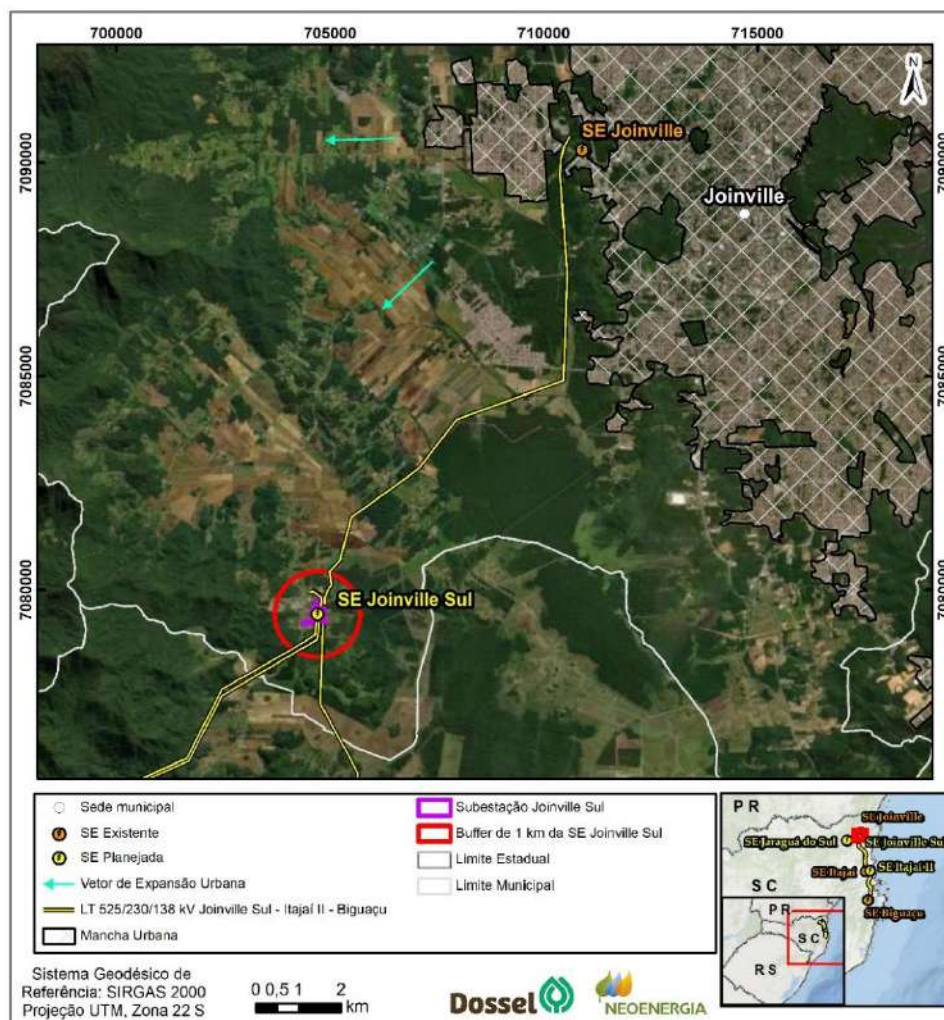 700000 705000 710000 715000
N
7090000 7090000
SE Joinville
Joinville
7085000 7085000
7080000 7080000
SE Joinville Sul
Sede municipal
SE Existente
SE Planejada
Vetor de Expansão Urbana
LT 525/230/138 kV Joinville Sul - Itajaí II - Biguaçu
Mancha Urbana
Subestação Joinville Sul
Buffer de 1 km da SE Joinville Sul
Limite Estadual
Limite Municipal
PR
SE Joinville
SE Jaraguá do Sul
SE Joinville Sul
SE Itajaí
SE Itajaí II
SC
SE Biguaçu
PR
SC
RS
Sistema Geodésico de
Referência: SIRGAS 2000
Projeção UTM, Zona 22 S
0 0,5 1 2
km
Dossel
NEOENERGIA